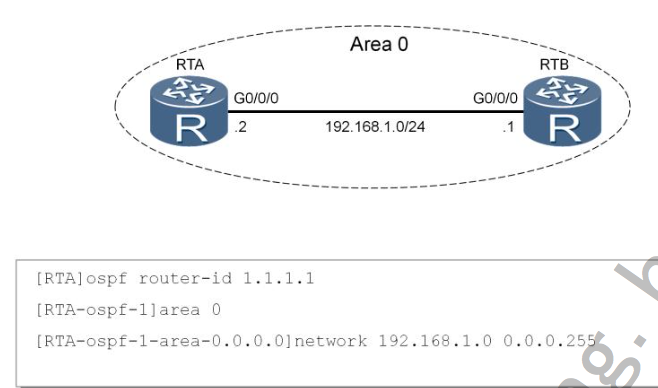 Area 0
RTA
RTB
G0/0/0
G0/0/0
R
R
.2
192.168.1.0/24
.1
[RTA]ospf router-id 1.1.1.1
[RTA-ospf-1]area 0
[RTA-ospf-1-area-0.0.0.0]network 192.168.1.0 0.0.0.255